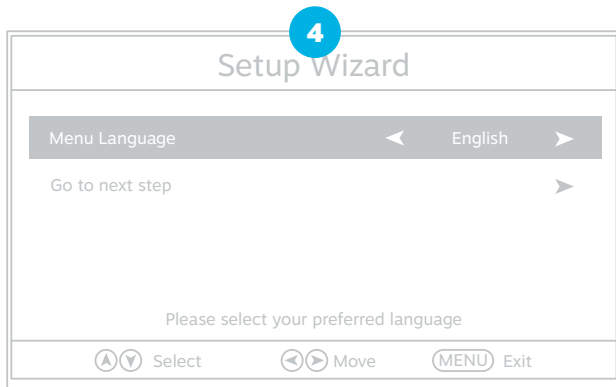 4
Setup Wizard
Menu Language English
Go to next step
Please select your preferred language
Select Move MENU Exit